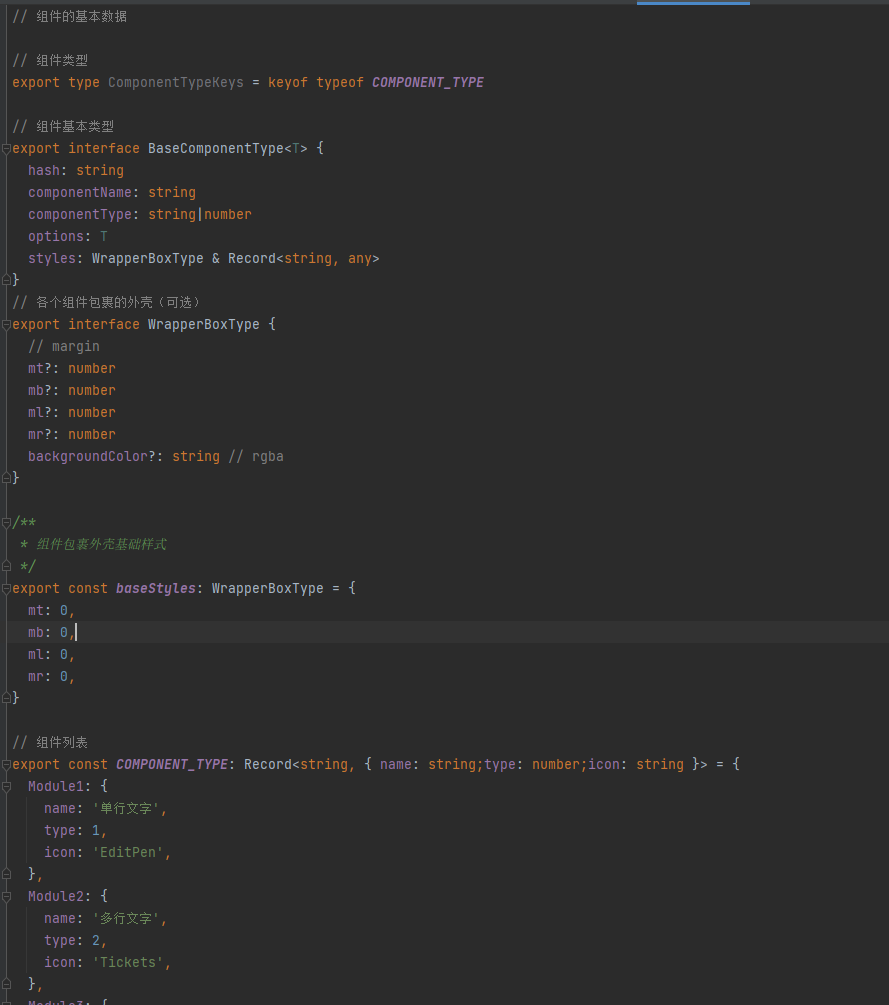 // 组件的基本数据
// 组件类型
export type ComponentTypeKeys = keyof typeof COMPONENT_TYPE
// 组件基本类型
export interface BaseComponentType<T> {
  hash: string
  componentName: string
  componentType: string|number
  options: T
  styles: WrapperBoxType & Record<string, any>
}
// 各个组件包裹的外壳（可选）
export interface WrapperBoxType {
  // margin
  mt?: number
  mb?: number
  ml?: number
  mr?: number
  backgroundColor?: string // rgba
}
/**
 * 组件包裹外壳基础样式
 */
export const baseStyles: WrapperBoxType = {
  mt: 0,
  mb: 0,
  ml: 0,
  mr: 0,
}
// 组件列表
export const COMPONENT_TYPE: Record<string, { name: string;type: number;icon: string }> = {
  Module1: {
    name: '单行文字',
    type: 1,
    icon: 'EditPen',
  },
  Module2: {
    name: '多行文字',
    type: 2,
    icon: 'Tickets',
  },
  Module3: {